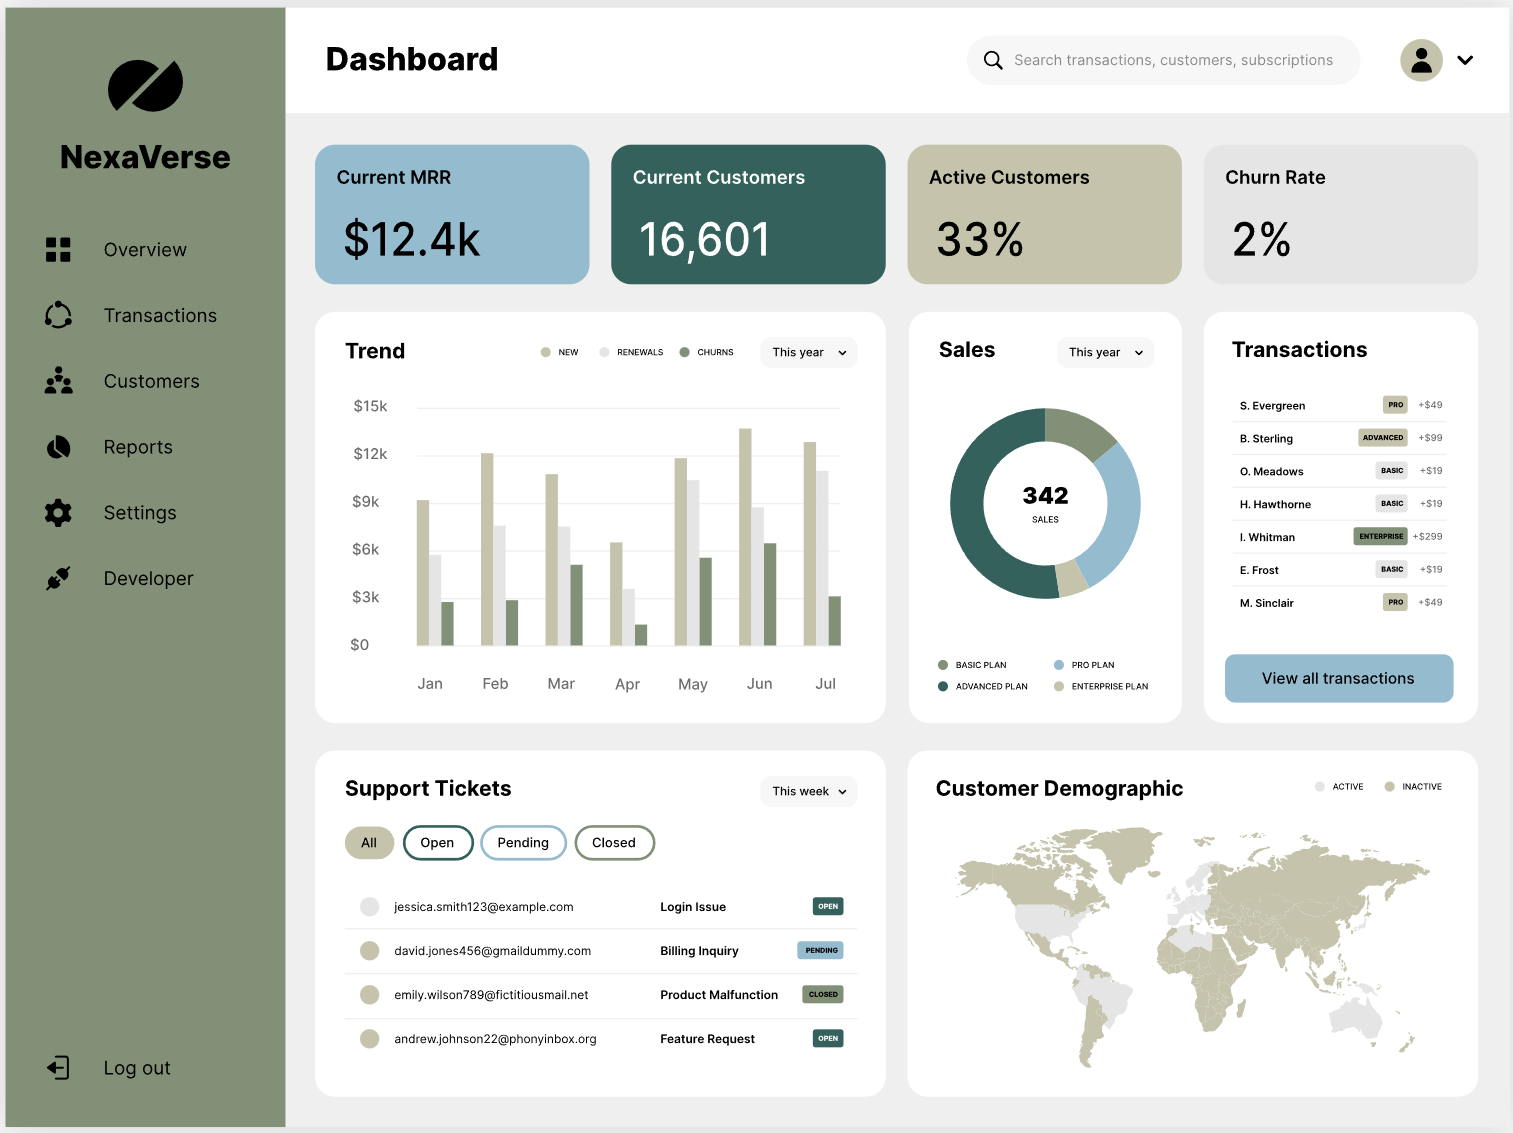 NexaVerse
Overview
Transactions
Customers
Reports
Settings
Developer
Log out
Dashboard
Search transactions, customers, subscriptions
Current MRR
$12.4k
Current Customers
16,601
Active Customers
33%
Churn Rate
2%
Trend
NEW RENEWALS CHURNS
This year
$15k
$12k
$9k
$6k
$3k
$0
Jan Feb Mar Apr May Jun Jul
Sales
This year
342
SALES
BASIC PLAN PRO PLAN
ADVANCED PLAN ENTERPRISE PLAN
Transactions
S. Evergreen PRO +$49
B. Sterling ADVANCED +$99
O. Meadows BASIC +$19
H. Hawthorne BASIC +$19
I. Whitman ENTERPRISE +$299
E. Frost BASIC +$19
M. Sinclair PRO +$49
View all transactions
Support Tickets
This week
All Open Pending Closed
jessica.smith123@example.com Login Issue OPEN
david.jones456@gmaildummy.com Billing Inquiry PENDING
emily.wilson789@fictitiousmail.net Product Malfunction CLOSED
andrew.johnson22@phonyinbox.org Feature Request OPEN
Customer Demographic
ACTIVE INACTIVE